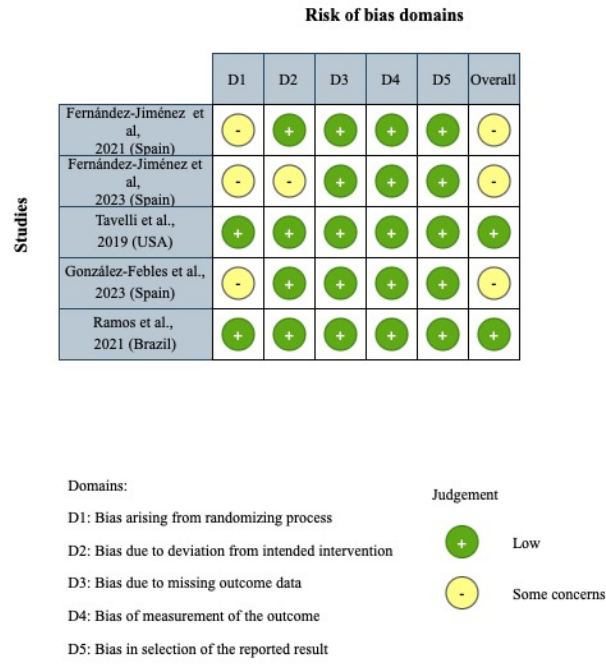 Risk of bias domains
D1 D2 D3 D4 D5 Overall
Studies
Fernández-Jiménez et
al,
2021 (Spain)
- + + + + -
Fernández-Jiménez et
al,
2023 (Spain)
- - + + + -
Tavelli et al.,
2019 (USA)
+ + + + + +
González-Febles et al.,
2023 (Spain)
- + + + + -
Ramos et al.,
2021 (Brazil)
+ + + + + +
Domains:
D1: Bias arising from randomizing process
D2: Bias due to deviation from intended intervention
D3: Bias due to missing outcome data
D4: Bias of measurement of the outcome
D5: Bias in selection of the reported result
Judgement
+ Low
- Some concerns